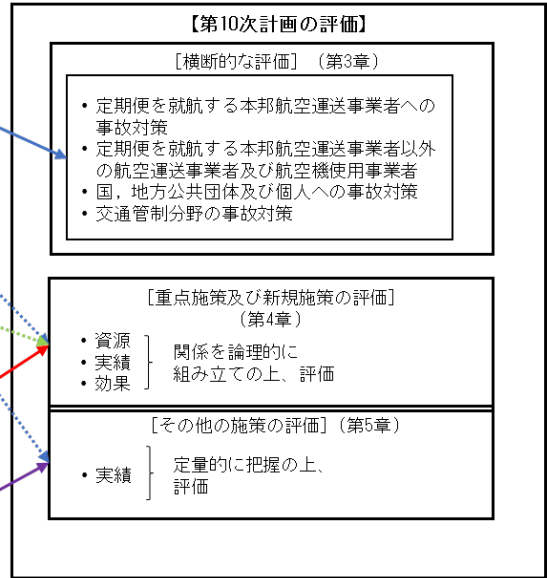 【第10次計画の評価】
[横断的な評価] (第3章)
• 定期便を就航する本邦航空運送事業者への
事故対策
• 定期便を就航する本邦航空運送事業者以外
の航空運送事業者及び航空機使用事業者
• 国，地方公共団体及び個人への事故対策
• 交通管制分野の事故対策
[重点施策及び新規施策の評価]
(第4章)
• 資源
• 実績
• 効果
関係を論理的に
組み立ての上、評価
[その他の施策の評価] (第5章)
• 実績
定量的に把握の上、
評価